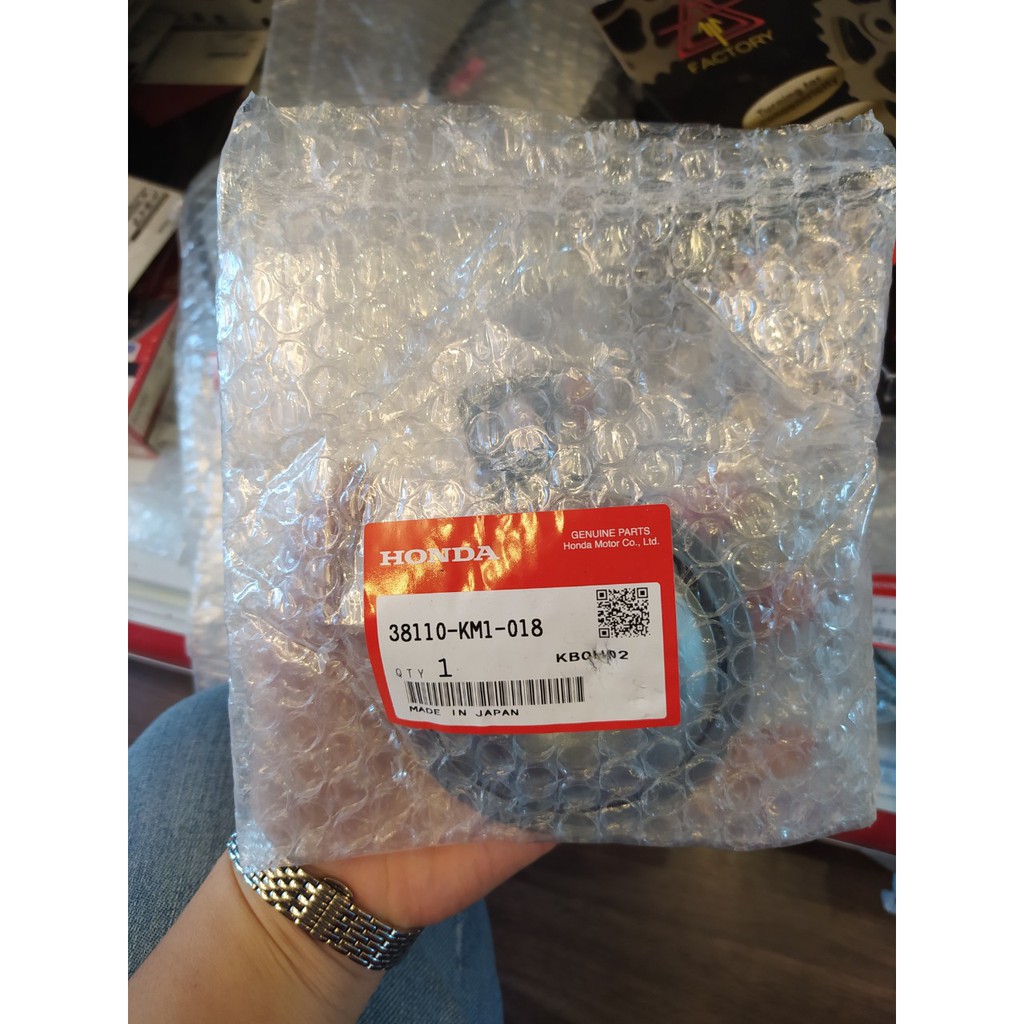 FACTORY
HONDA
GENUINE PARTS
Honda Motor Co., Ltd.
38110-KM1-018
QTY 1
MADE IN JAPAN